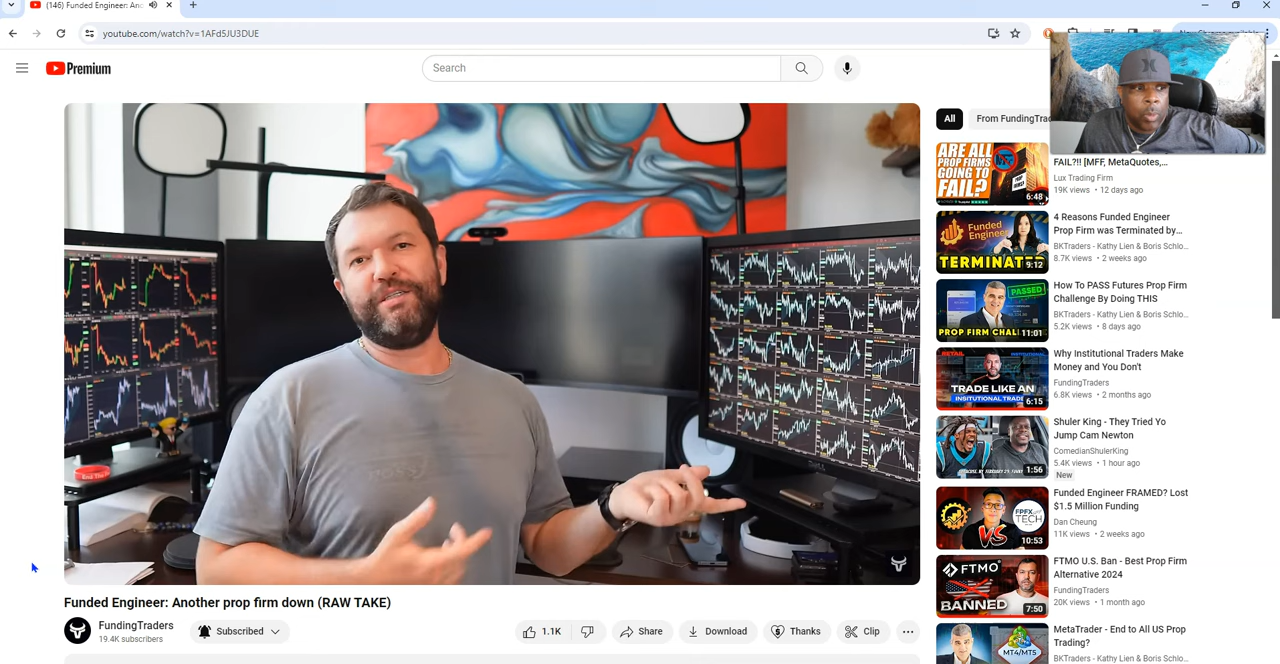 (146) Funded Engineer: An
youtube.com/watch?v=1AFd5JU3DUE
Premium
Search
All
From FundingTrad
Funded Engineer: Another prop firm down (RAW TAKE)
FundingTraders
19.4K subscribers
Subscribed
1.1K
Share
Download
Thanks
Clip
ARE ALL
PROP FIRMS
GOING TO
FAIL?
6:48
FAIL?!! [MFF, MetaQuotes,...
Lux Trading Firm
19K views • 12 days ago
Funded
Engineer
TERMINATED
9:12
4 Reasons Funded Engineer
Prop Firm was Terminated by...
BKTraders - Kathy Lien & Boris Schlo...
8.7K views • 2 weeks ago
PASSED
PROP FIRM CHALL
11:01
How To PASS Futures Prop Firm
Challenge By Doing THIS
BKTraders - Kathy Lien & Boris Schlo...
5.2K views • 8 days ago
RETAIL
INSTITUTIONAL
TRADE LIKE AN
INSITUTIONAL TRADE
6:15
Why Institutional Traders Make
Money and You Don't
FundingTraders
6.8K views • 2 months ago
1:56
Shuler King - They Tried Yo
Jump Cam Newton
ComedianShulerKing
5.4K views • 1 hour ago
New
FPFX
TECH
VS
10:53
Funded Engineer FRAMED? Lost
$1.5 Million Funding
Dan Cheung
11K views • 2 weeks ago
FTMO
BANNED
7:50
FTMO U.S. Ban - Best Prop Firm
Alternative 2024
FundingTraders
20K views • 1 month ago
MT4/MT5
MetaTrader - End to All US Prop
Trading?
BKTraders - Kathy Lien & Boris Schlo...